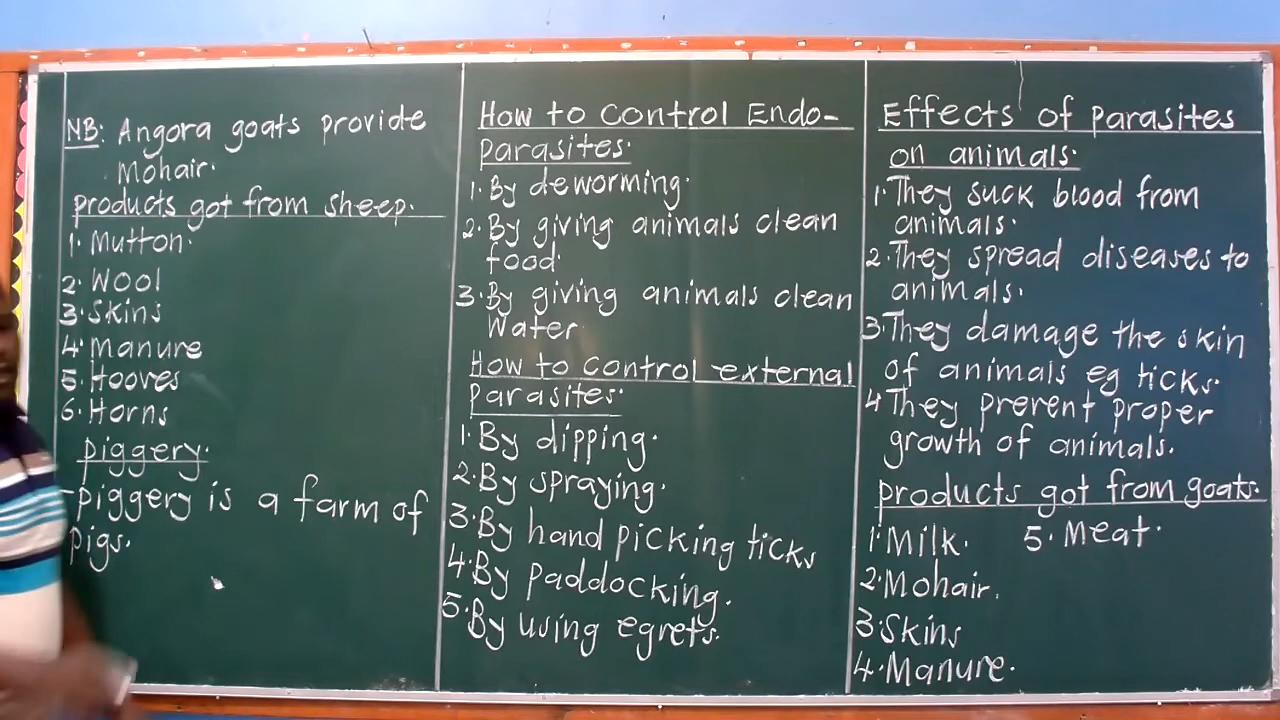 NB: Angora goats provide
Mohair.
products got from sheep.
1. Mutton.
2. Wool
3. Skins
4. Manure
5. Hooves
6. Horns
piggery.
- piggery is a farm of
pigs.
How to Control Endo-
parasites.
1. By deworming.
2. By giving animals clean
food.
3. By giving animals clean
Water.
How to Control external
Parasites.
1. By dipping.
2. By spraying.
3. By hand picking ticks
4. By paddocking.
5. By using egrets.
Effects of parasites
on animals.
1. They suck blood from
animals.
2. They spread diseases to
animals.
3. They damage the skin
of animals eg ticks.
4. They prevent proper
growth of animals.
products got from goats.
1. Milk. 5. Meat.
2. Mohair.
3. Skins
4. Manure.